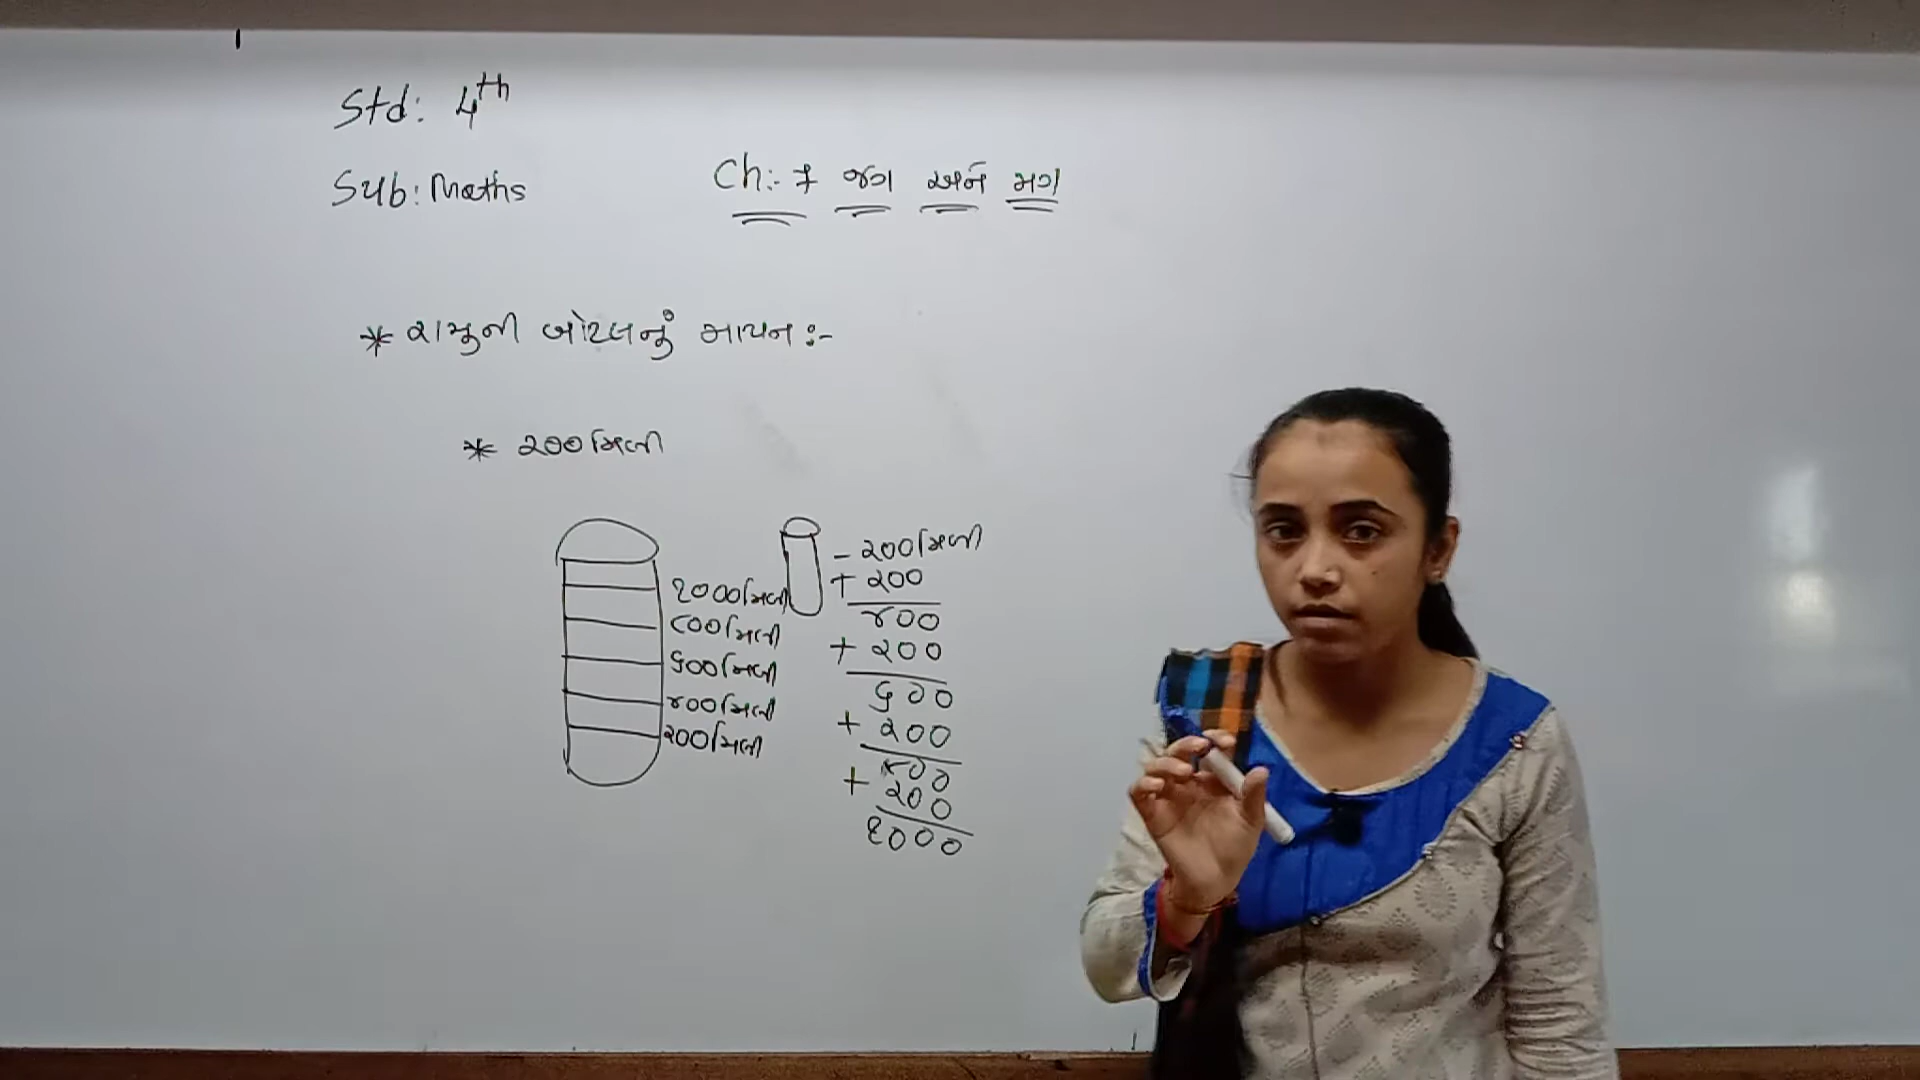 Std: 4th
Sub: Maths
Ch:- 7 જગ અને મગ
* રામુની બોટલનું માપન :-
* ૨૦૦ મિલી
૧૦૦૦ મિલી
૮૦૦ મિલી
૬૦૦ મિલી
૪૦૦ મિલી
૨૦૦ મિલી
- ૨૦૦ મિલી
+ ૨૦૦
૪૦૦
+ ૨૦૦
૬૦૦
+ ૨૦૦
૮૦૦
+ ૨૦૦
૧૦૦૦